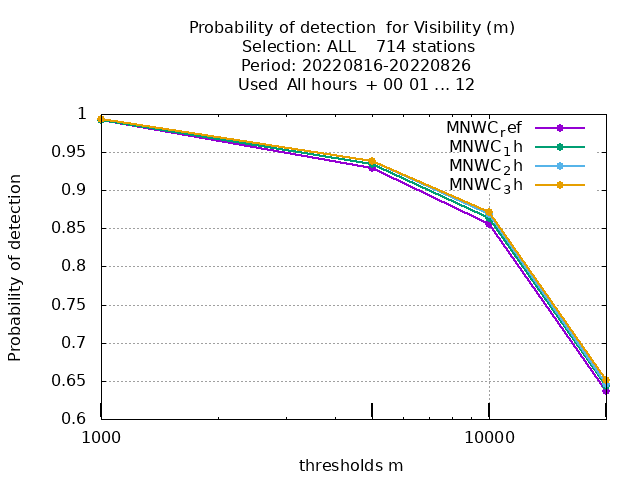 Probability of detection  for Visibility (m)
Selection: ALL    714 stations
Period: 20220816-20220826
Used  All hours  + 00 01 ... 12
1
0.95
0.9
0.85
0.8
0.75
0.7
0.65
0.6
Probability of detection
MNWC_ref
MNWC_1h
MNWC_2h
MNWC_3h
1000
10000
thresholds m